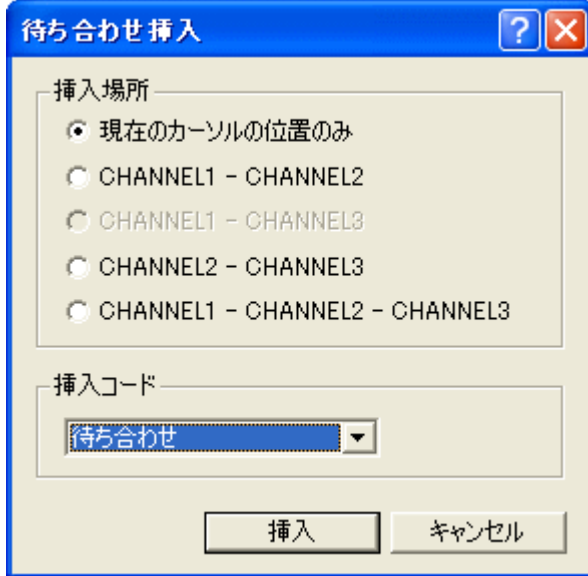 待ち合わせ挿入
挿入場所
現在のカーソルの位置のみ
CHANNEL1 - CHANNEL2
CHANNEL1 - CHANNEL3
CHANNEL2 - CHANNEL3
CHANNEL1 - CHANNEL2 - CHANNEL3
挿入コード
待ち合わせ
挿入 キャンセル